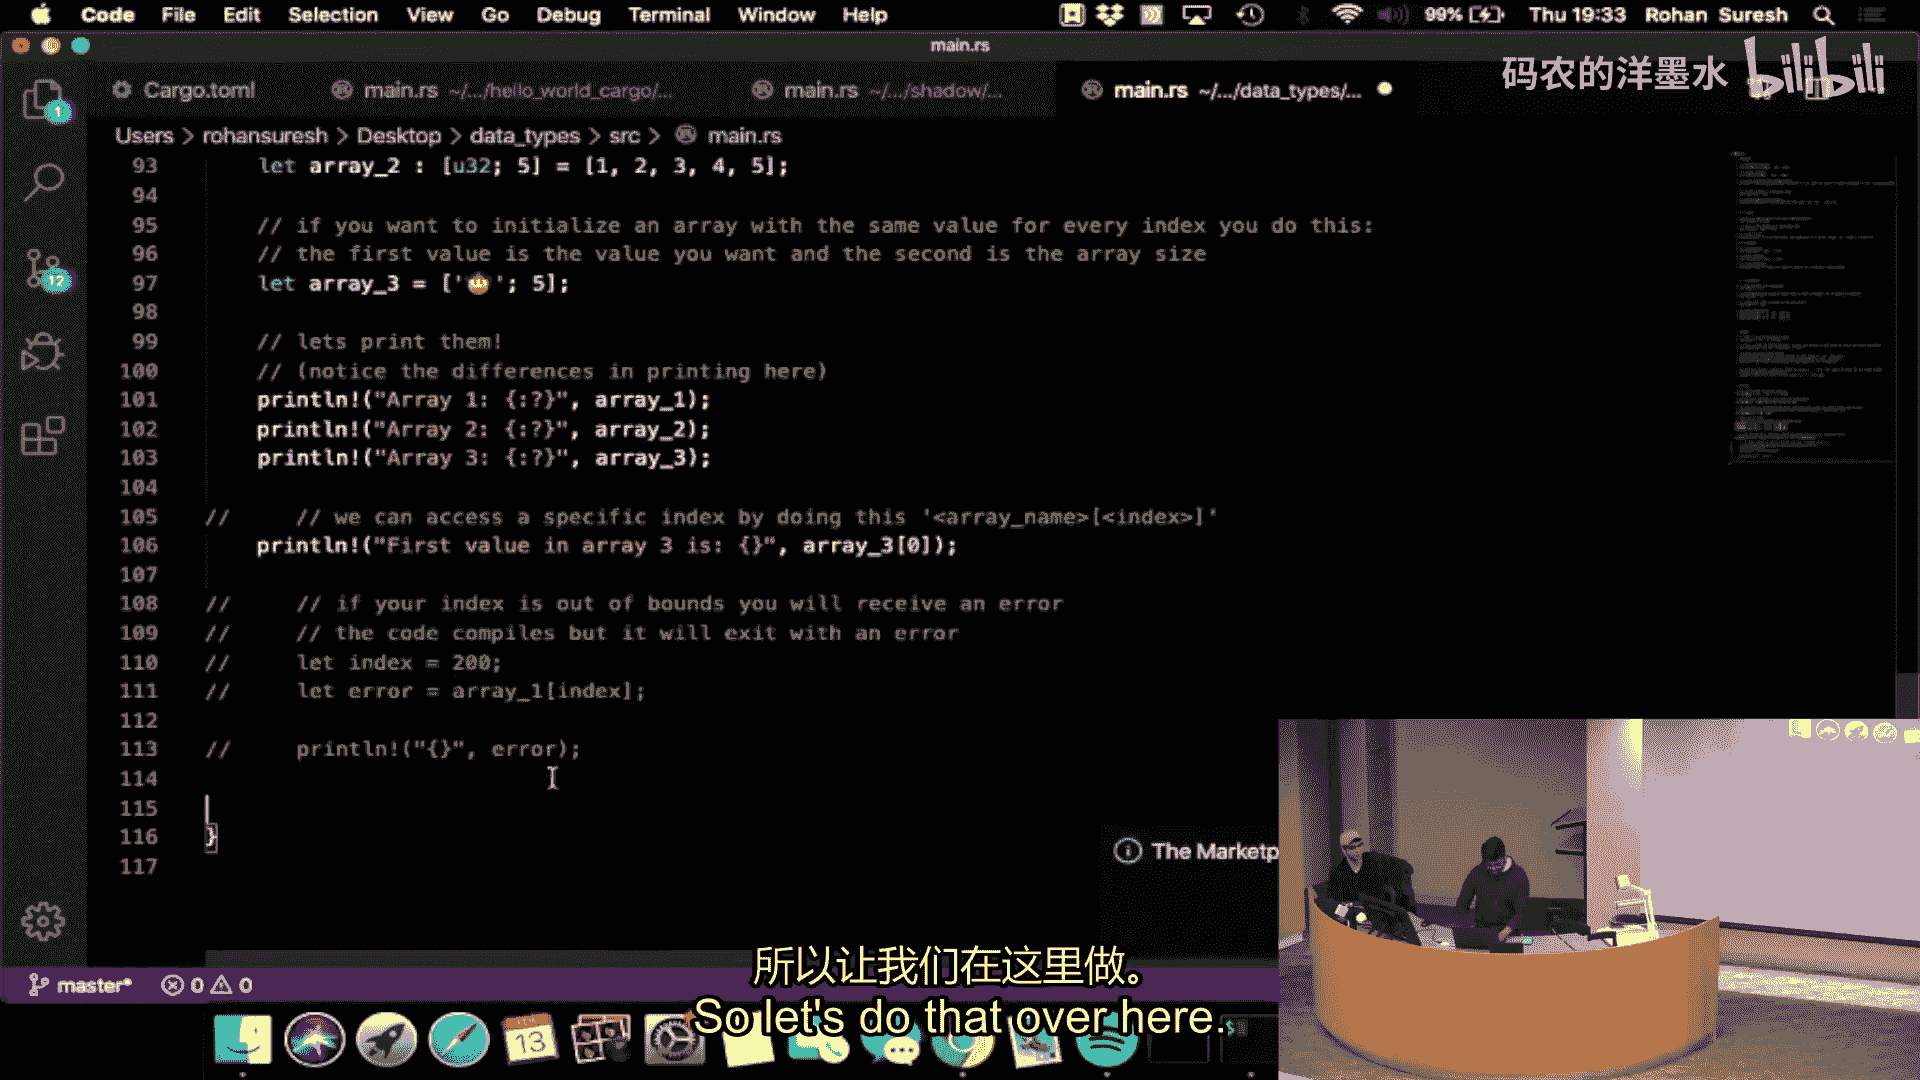 Code File Edit Selection View Go Debug Terminal Window Help 99% Thu 19:33 Rohan Suresh
main.rs
码农的洋墨水 bilibili
Cargo.toml main.rs ~/.../hello_world_cargo/... main.rs ~/.../shadow/... main.rs ~/.../data_types/...
1
Users > rohansuresh > Desktop > data_types > src > main.rs
93 let array_2 : [u32; 5] = [1, 2, 3, 4, 5];
94
95 // if you want to initialize an array with the same value for every index you do this:
96 // the first value is the value you want and the second is the array size
97 let array_3 = ['🤠'; 5];
12
98
99 // lets print them!
100 // (notice the differences in printing here)
101 println!("Array 1: {:?}", array_1);
102 println!("Array 2: {:?}", array_2);
103 println!("Array 3: {:?}", array_3);
104
105 // // we can access a specific index by doing this '<array_name>[<index>]'
106 println!("First value in array 3 is: {}", array_3[0]);
107
108 // // if your index is out of bounds you will receive an error
109 // // the code compiles but it will exit with an error
110 // let index = 200;
111 // let error = array_1[index];
112
113 // println!("{}", error);
114
115
116 }
117
The Marketp
所以让我们在这里做。
master* 0 0
So let's do that over here.
13